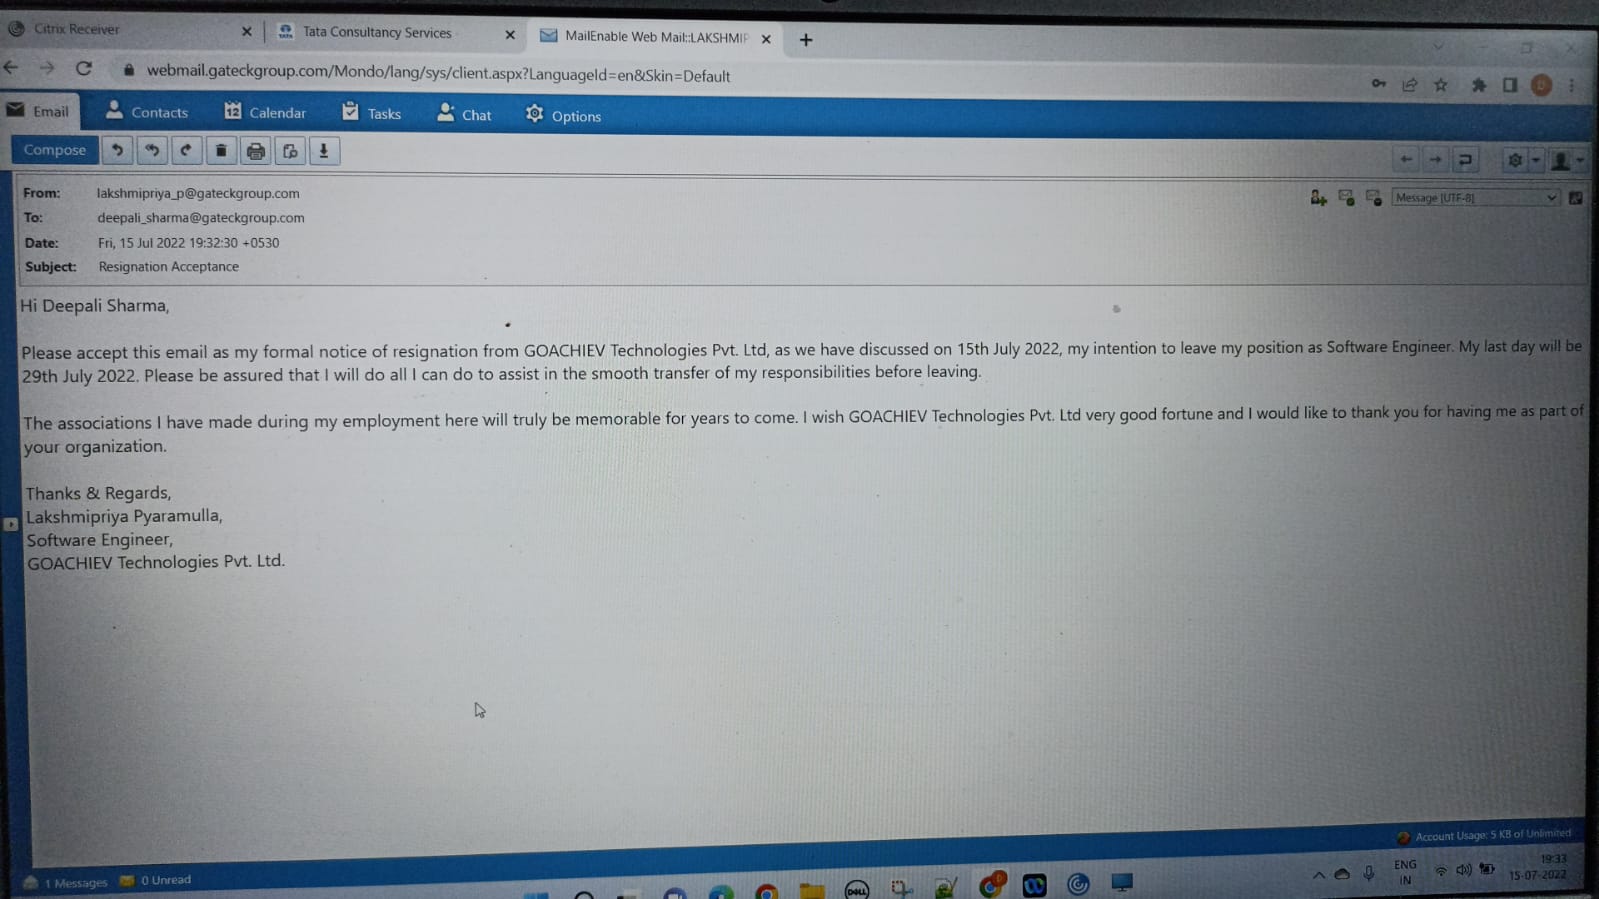 Citrix Receiver
Tata Consultancy Services
MailEnable Web Mail::LAKSHMIP
webmail.gateckgroup.com/Mondo/lang/sys/client.aspx?LanguageId=en&Skin=Default
Email
Contacts
12 Calendar
Tasks
Chat
Options
Compose
From: lakshmipriya_p@gateckgroup.com
Message [UTF-8]
To: deepali_sharma@gateckgroup.com
Date: Fri, 15 Jul 2022 19:32:30 +0530
Subject: Resignation Acceptance
Hi Deepali Sharma,
Please accept this email as my formal notice of resignation from GOACHIEV Technologies Pvt. Ltd, as we have discussed on 15th July 2022, my intention to leave my position as Software Engineer. My last day will be
29th July 2022. Please be assured that I will do all I can do to assist in the smooth transfer of my responsibilities before leaving.
The associations I have made during my employment here will truly be memorable for years to come. I wish GOACHIEV Technologies Pvt. Ltd very good fortune and I would like to thank you for having me as part of
your organization.
Thanks & Regards,
Lakshmipriya Pyaramulla,
Software Engineer,
GOACHIEV Technologies Pvt. Ltd.
Account Usage: 5 KB of Unlimited
1 Messages
0 Unread
DELL
ENG
IN
19:33
15-07-2022